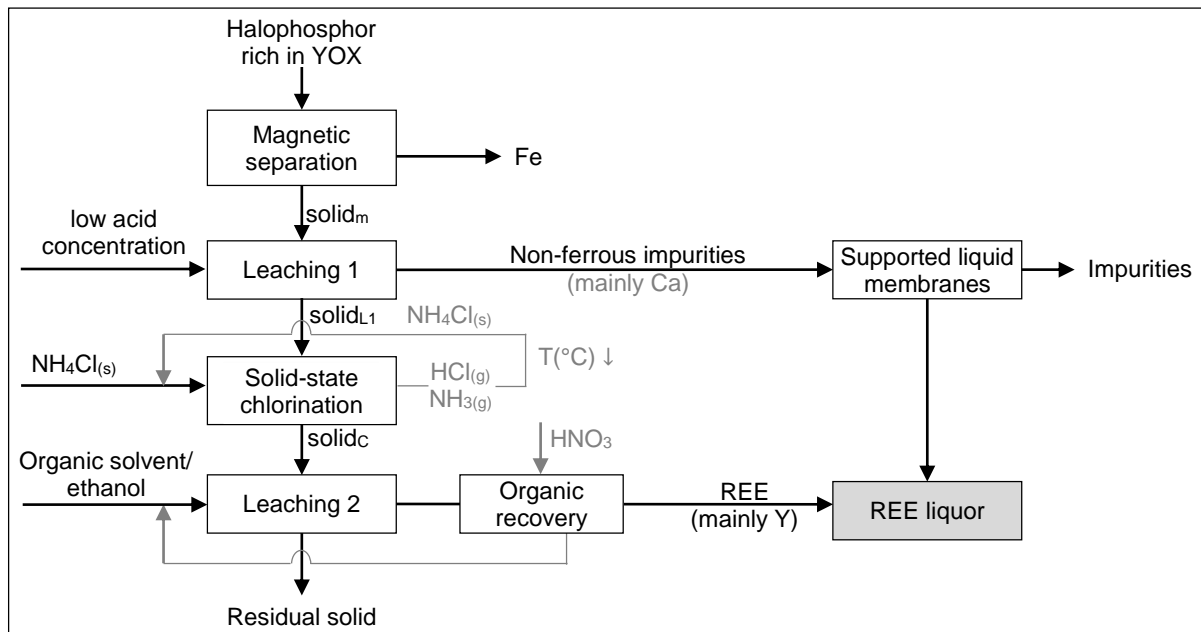 Halophosphor
rich in YOX
Magnetic
separation
Fe
solidm
low acid
concentration
Leaching 1
Non-ferrous impurities
(mainly Ca)
Supported liquid
membranes
Impurities
solidL1
NH4Cl(s)
NH4Cl(s)
T(°C) ↓
Solid-state
chlorination
HCl(g)
NH3(g)
solidC
HNO3
Organic solvent/
ethanol
Leaching 2
Organic
recovery
REE
(mainly Y)
REE liquor
Residual solid